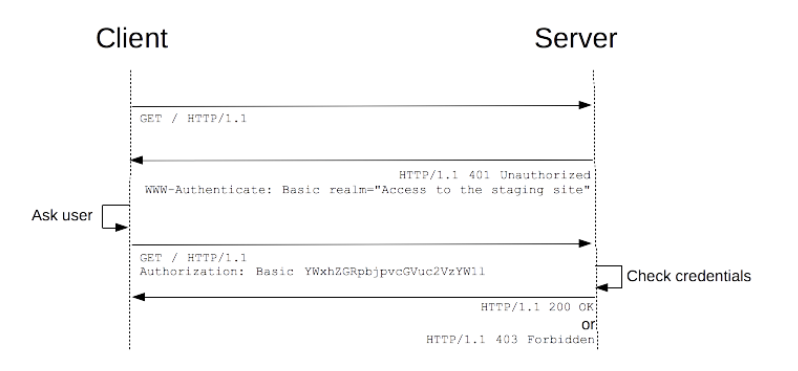 Client
Server
GET / HTTP/1.1
HTTP/1.1 401 Unauthorized
WWW-Authenticate: Basic realm="Access to the staging site"
Ask user
GET / HTTP/1.1
Authorization: Basic YWxhZGRpbjpvcGVuc2VzYW1l
Check credentials
HTTP/1.1 200 OK
or
HTTP/1.1 403 Forbidden